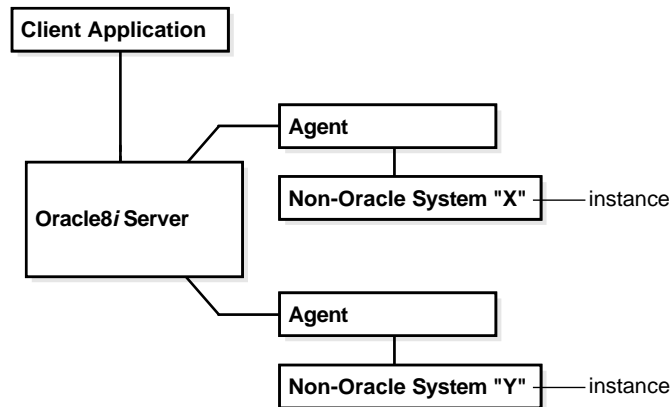 Client Application
Agent
Non-Oracle System "X"
instance
Oracle8i Server
Agent
Non-Oracle System "Y"
instance